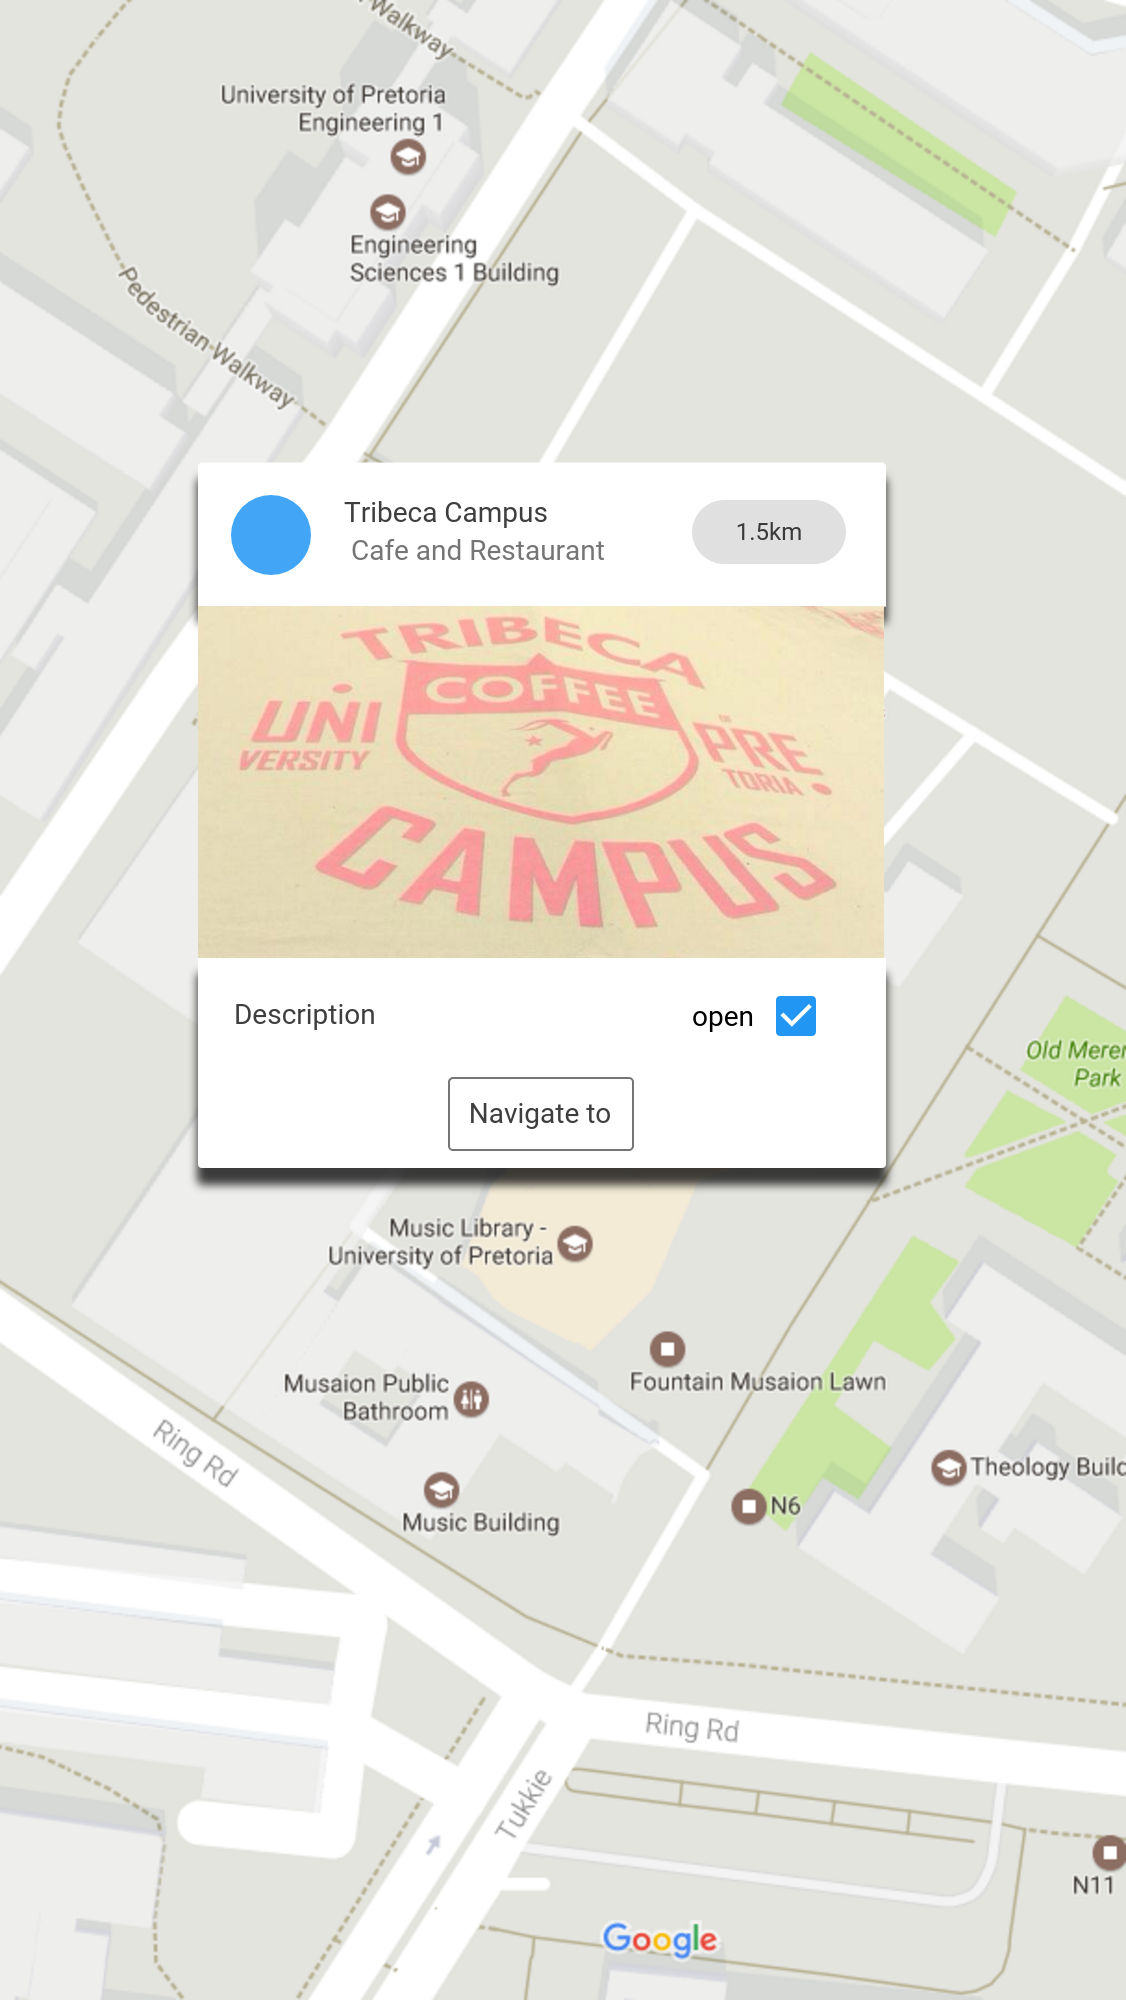 Walkway
University of Pretoria
Engineering 1
Engineering
Sciences 1 Building
Pedestrian Walkway
Tribeca Campus
Cafe and Restaurant
1.5km
TRIBECA
COFFEE
UNI
VERSITY
OF
PRE
TORIA
CAMPUS
Description
open
Navigate to
Old Merer
Park
Music Library -
University of Pretoria
Fountain Musaion Lawn
Musaion Public
Bathroom
Ring Rd
Theology Build
N6
Music Building
Ring Rd
Tukkie
N11
Google